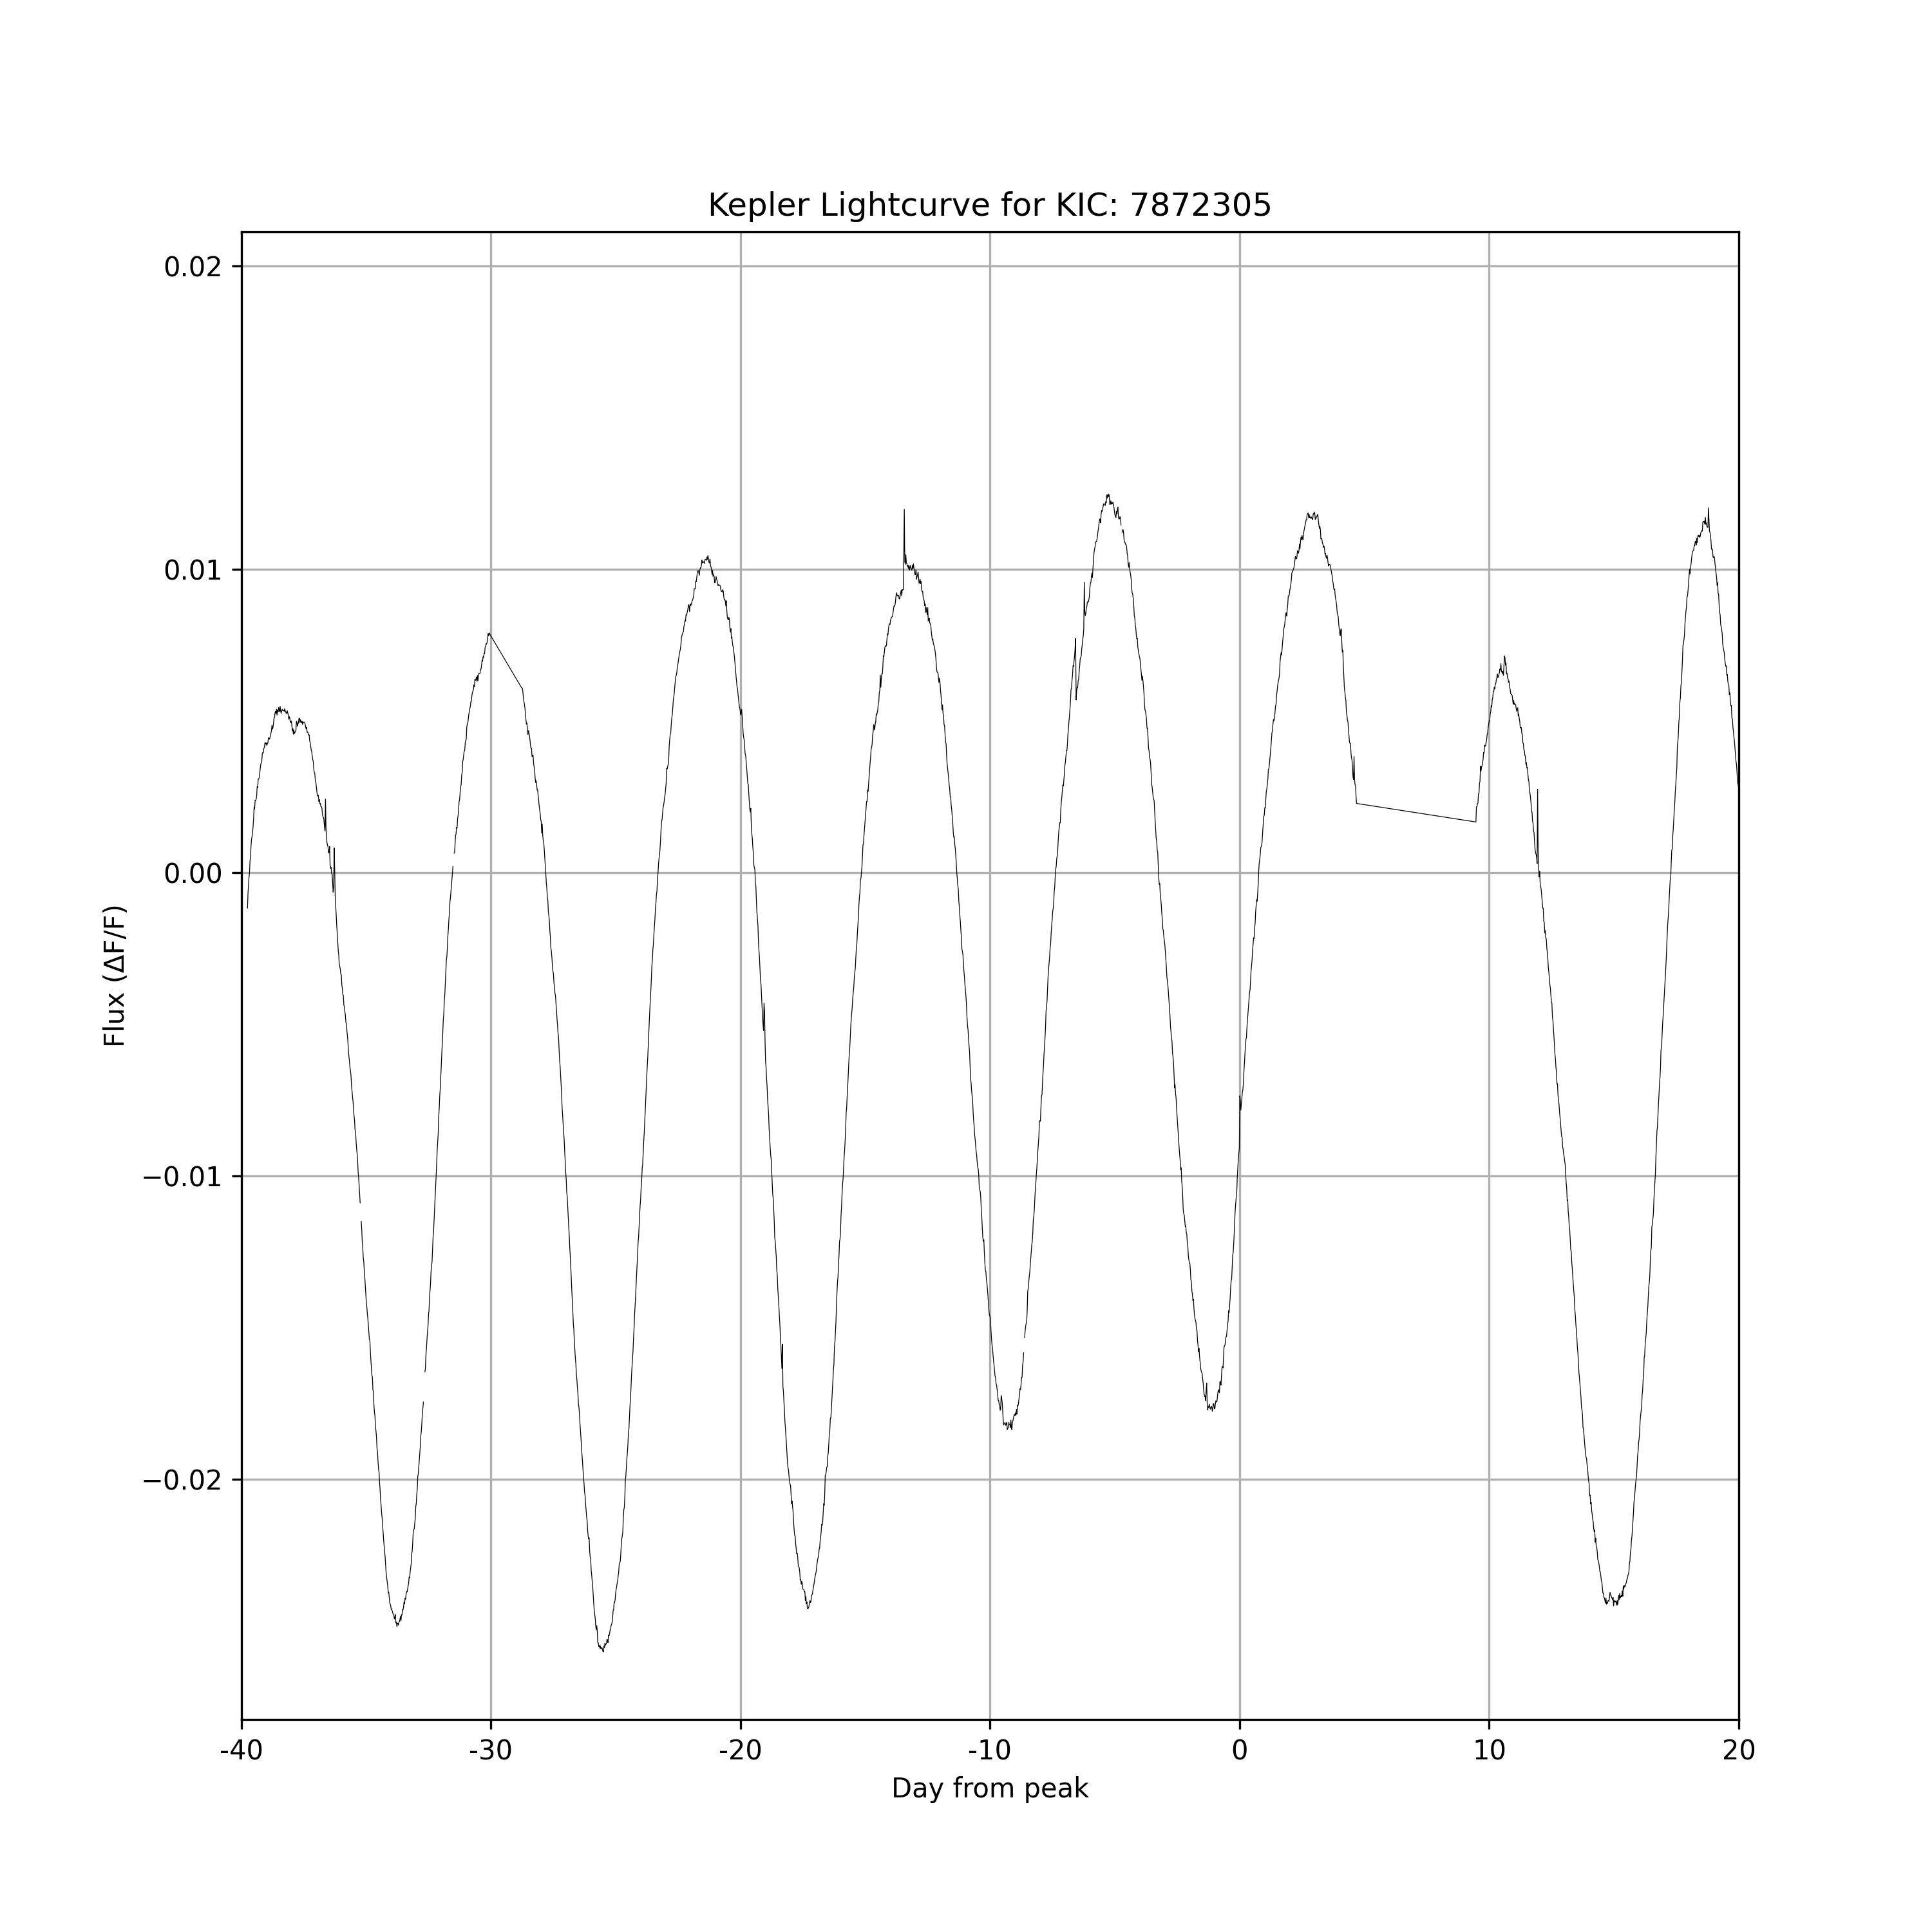 Kepler Lightcurve for KIC: 7872305
0.02
0.01
0.00
−0.01
−0.02
Flux (ΔF/F)
-40 -30 -20 -10 0 10 20
Day from peak